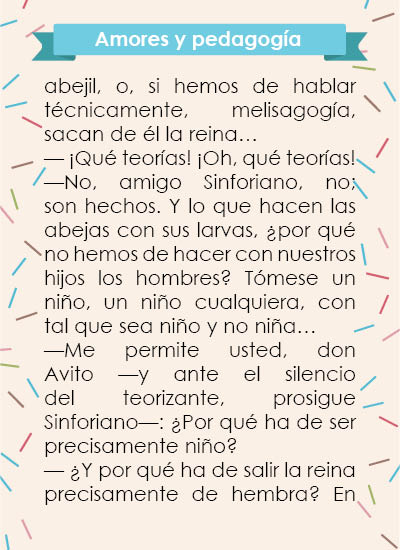 Amores y pedagogía
abejil, o, si hemos de hablar
técnicamente, melisagogía,
sacan de él la reina…
— ¡Qué teorías! ¡Oh, qué teorías!
—No, amigo Sinforiano, no;
son hechos. Y lo que hacen las
abejas con sus larvas, ¿por qué
no hemos de hacer con nuestros
hijos los hombres? Tómese un
niño, un niño cualquiera, con
tal que sea niño y no niña…
—Me permite usted, don
Avito —y ante el silencio
del teorizante, prosigue
Sinforiano—: ¿Por qué ha de ser
precisamente niño?
— ¿Y por qué ha de salir la reina
precisamente de hembra? En